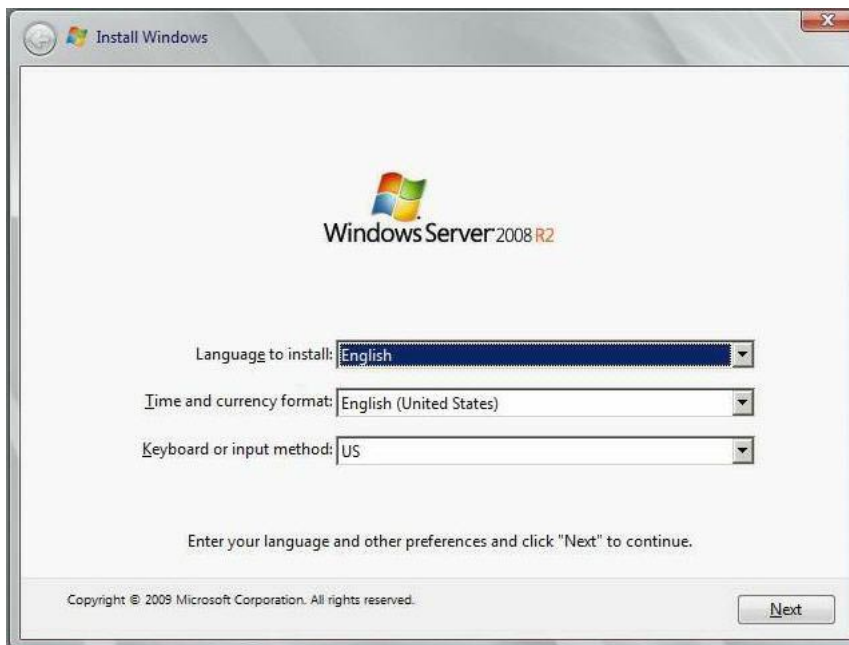 Install Windows
Windows Server 2008 R2
Language to install: English
Time and currency format: English (United States)
Keyboard or input method: US
Enter your language and other preferences and click "Next" to continue.
Copyright © 2009 Microsoft Corporation. All rights reserved.
Next